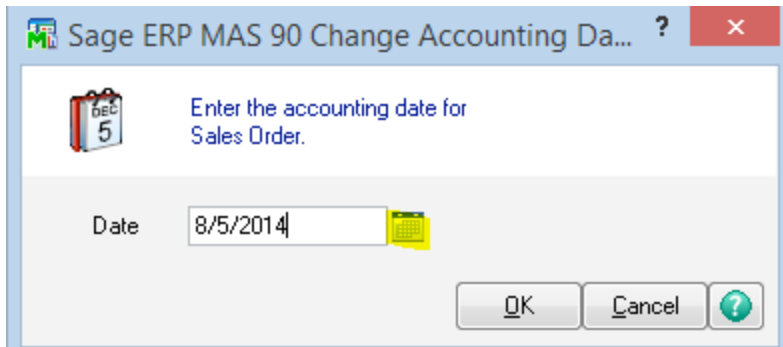 Sage ERP MAS 90 Change Accounting Da... ?
DEC
5
Enter the accounting date for
Sales Order.
Date 8/5/2014
OK Cancel ?